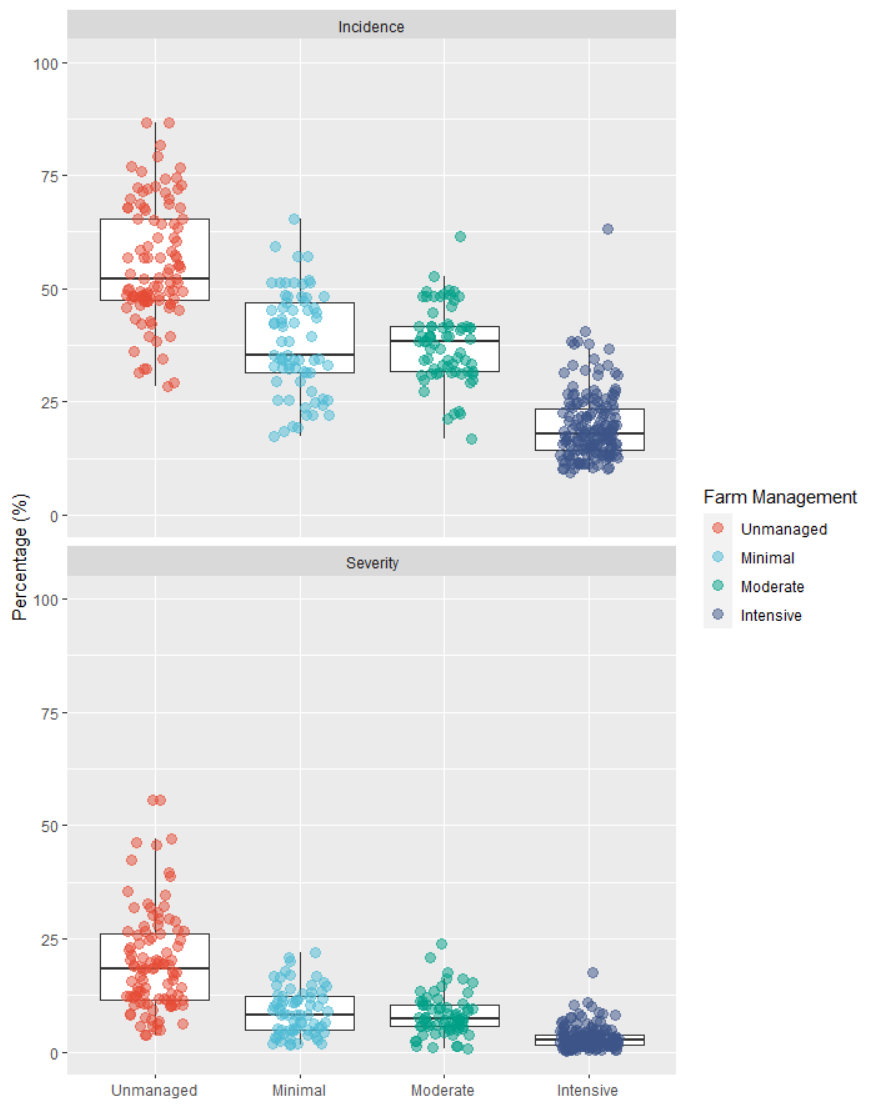 Incidence
100
75
50
25
0
Percentage (%)
Severity
100
75
50
25
0
Unmanaged Minimal Moderate Intensive
Farm Management
Unmanaged
Minimal
Moderate
Intensive